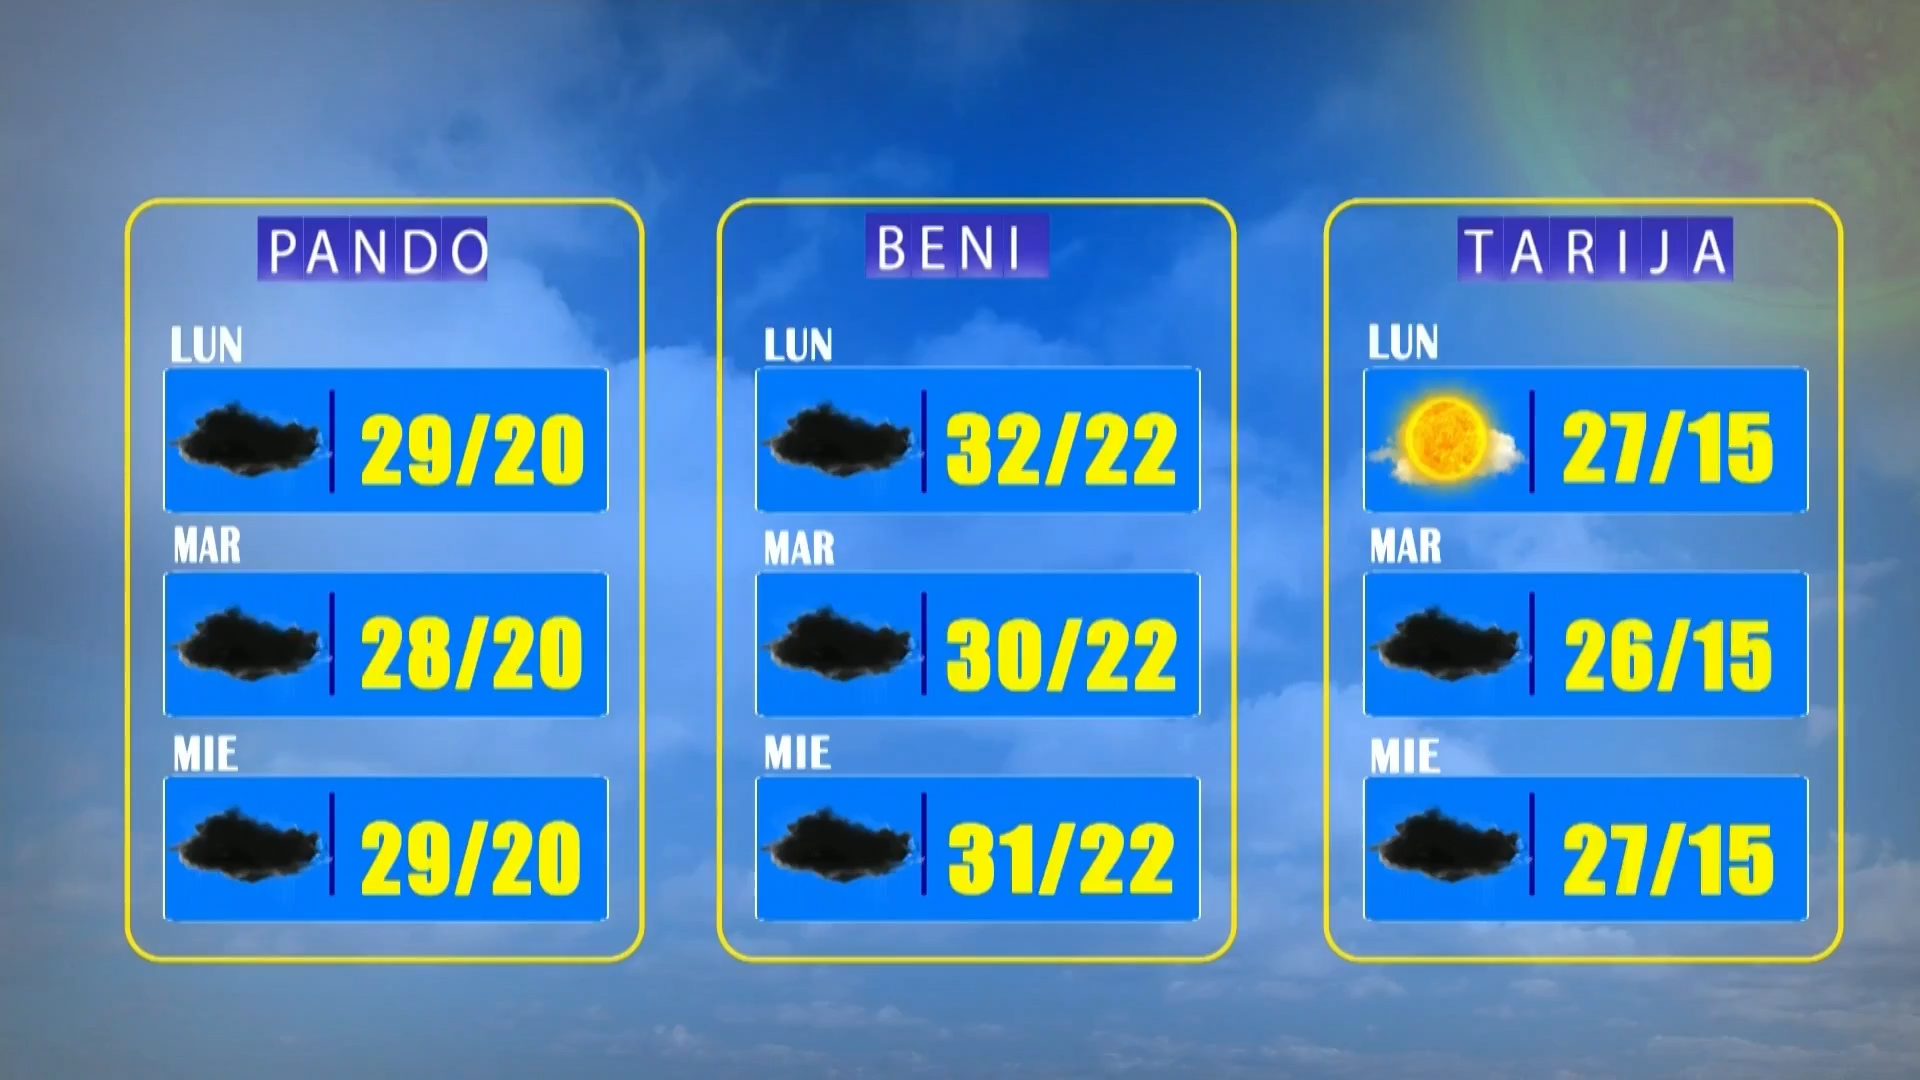 PANDO
LUN
29/20
MAR
28/20
MIE
29/20
BENI
LUN
32/22
MAR
30/22
MIE
31/22
TARIJA
LUN
27/15
MAR
26/15
MIE
27/15